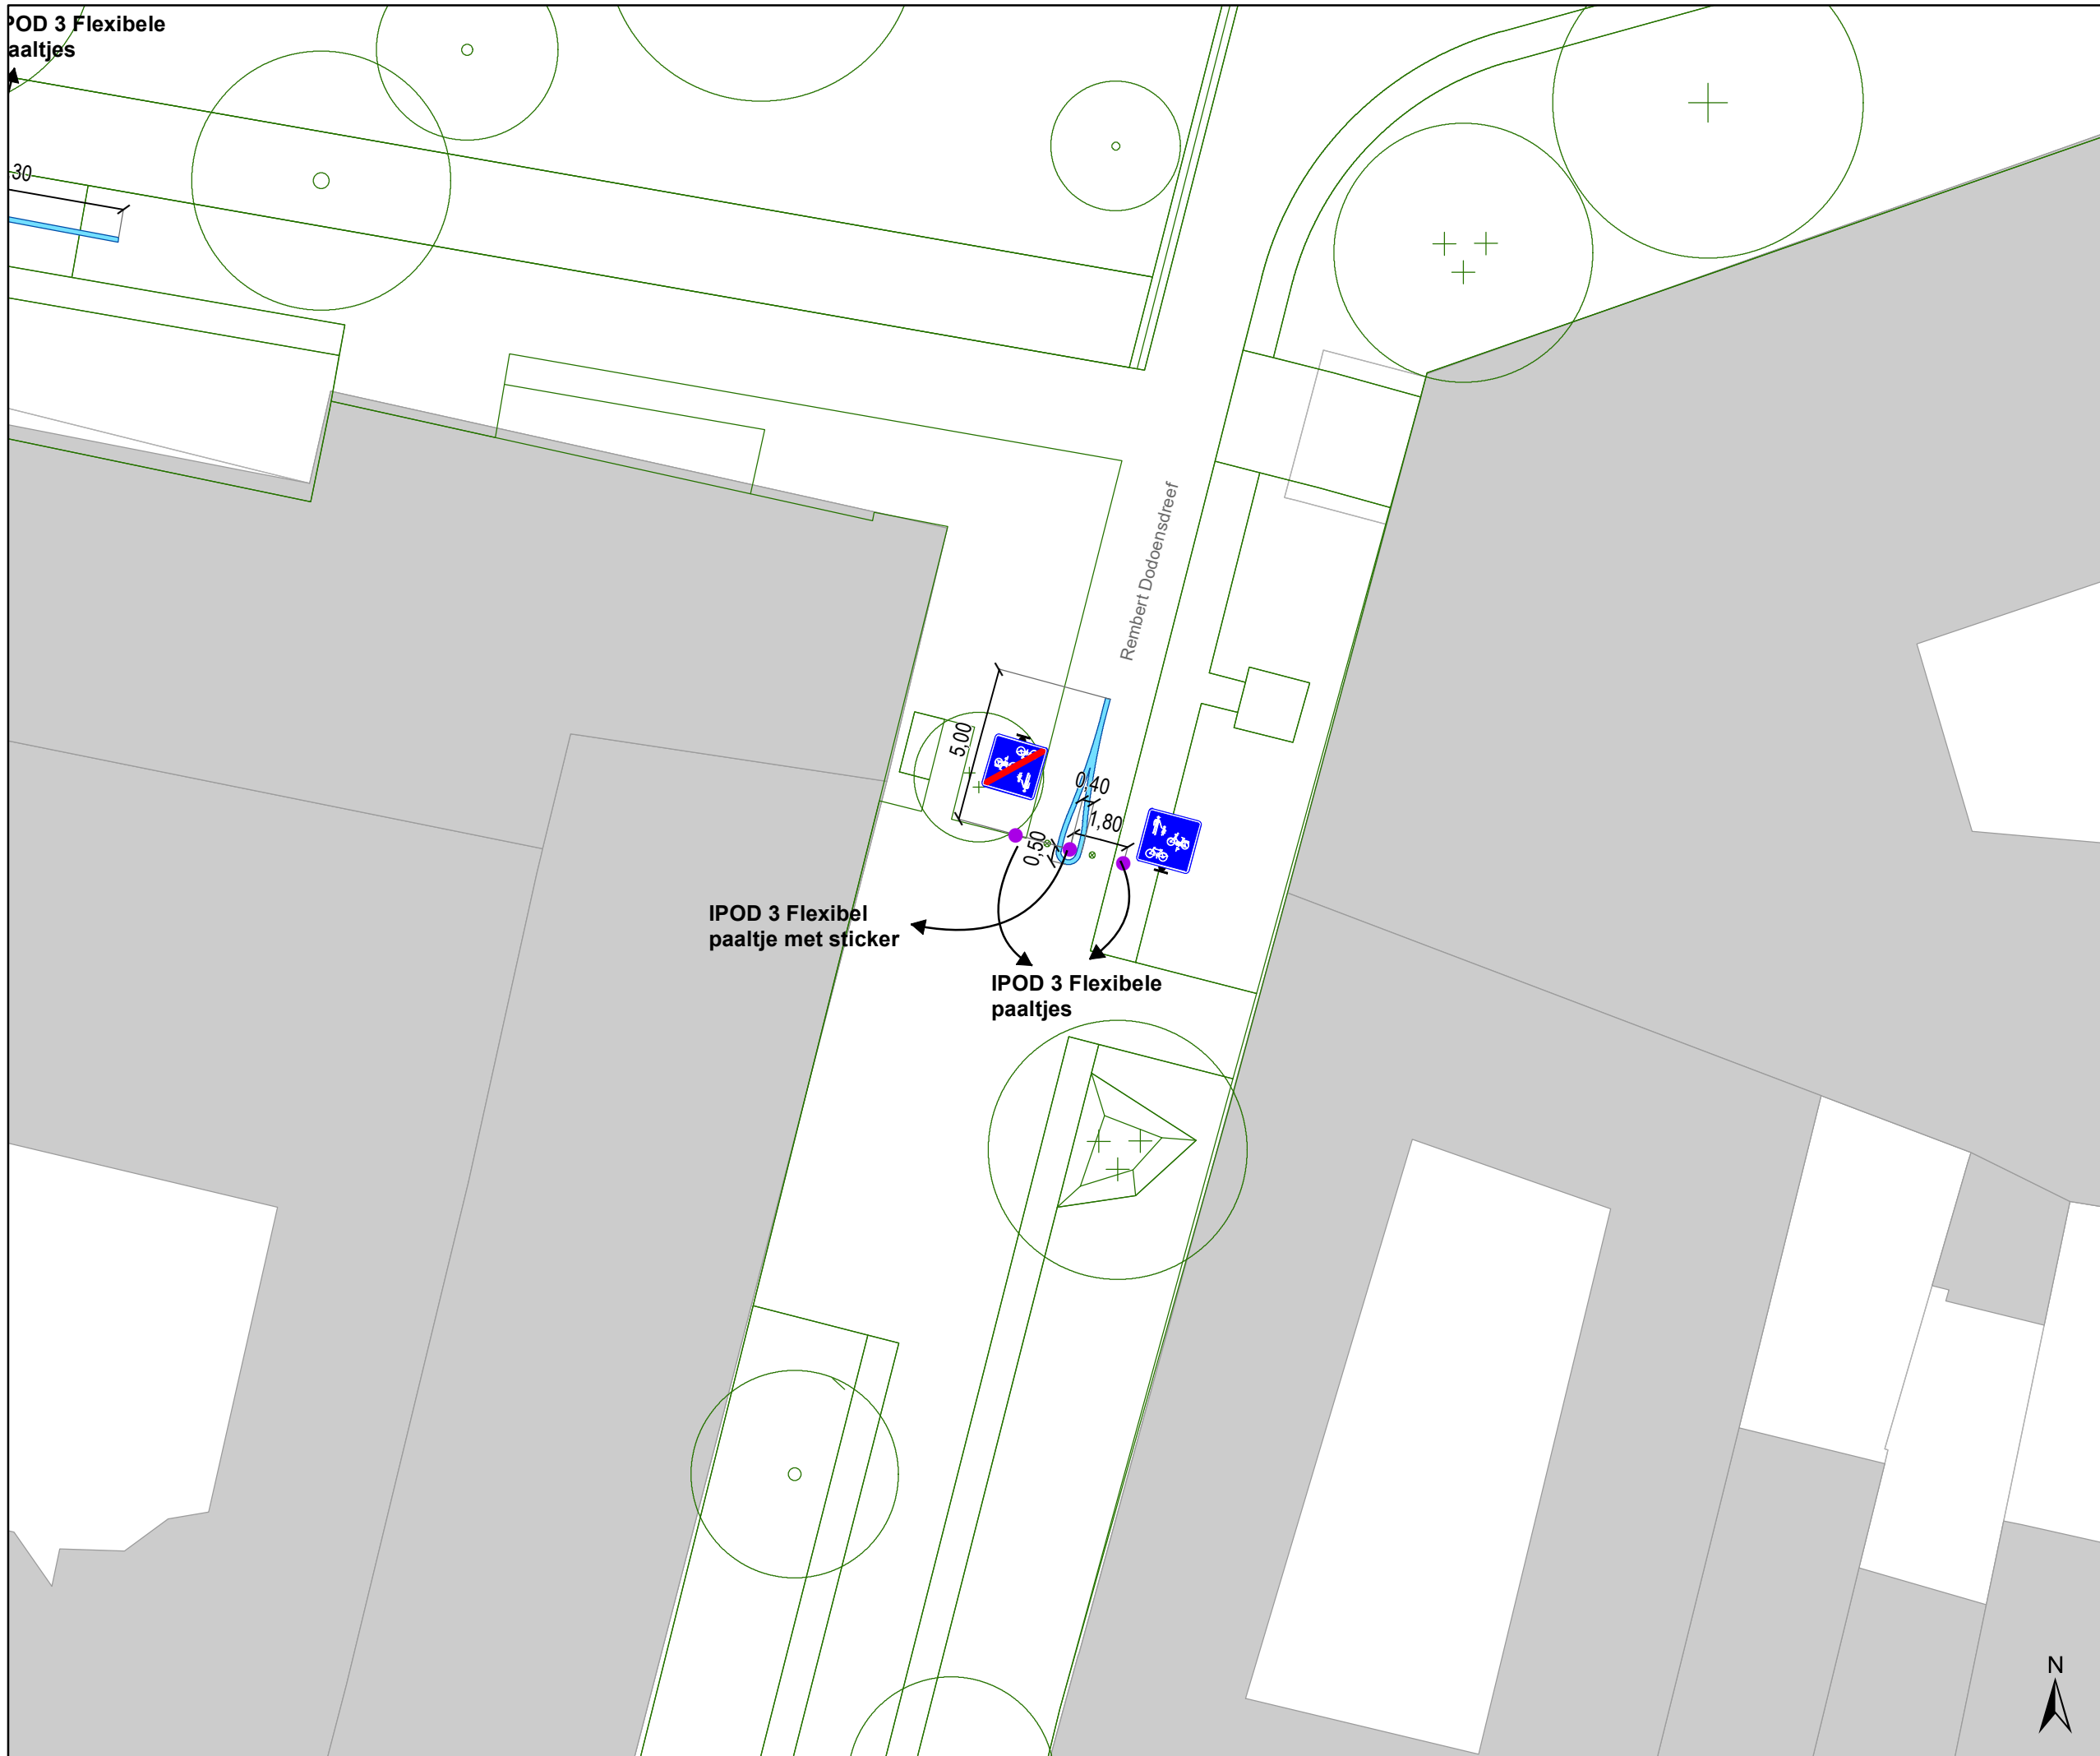 POD 3 Flexibele
aaltjes
30
Rembert Dodoensdreef
5,00
0,40
1,80
0,50
IPOD 3 Flexibel
paaltje met sticker
IPOD 3 Flexibele
paaltjes
N